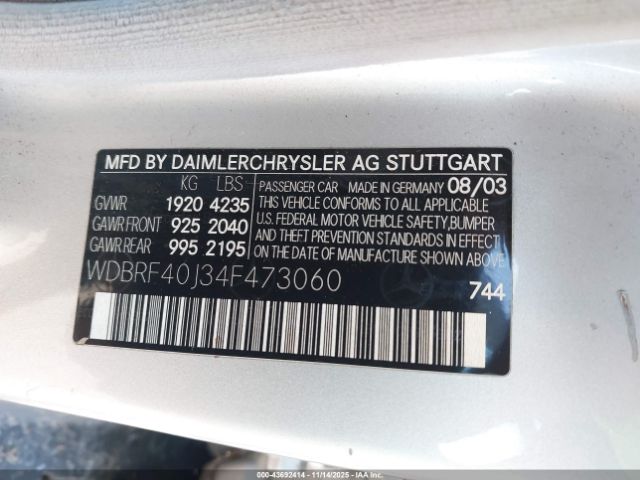 MFD BY DAIMLERCHRYSLER AG STUTTGART
KG LBS
GVWR 1920 4235
GAWR FRONT 925 2040
GAWR REAR 995 2195
PASSENGER CAR MADE IN GERMANY 08/03
THIS VEHICLE CONFORMS TO ALL APPLICABLE
U.S. FEDERAL MOTOR VEHICLE SAFETY, BUMPER
AND THEFT PREVENTION STANDARDS IN EFFECT
ON THE DATE OF MANUFACTURE SHOWN ABOVE
WDBRF40J34F473060
744
000-43692414 - 11/14/2025 - IAAI.COM